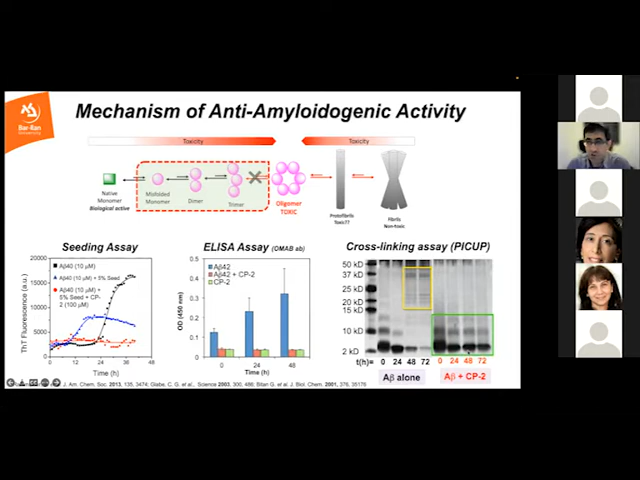 Mechanism of Anti-Amyloidogenic Activity
Bar-Ilan
University
Toxicity
Toxicity
Native
Monomer
Biological active
Misfolded
Monomer
Dimer
Trimer
Oligomer
TOXIC
Protofibrils
Toxic??
Fibrils
Non-toxic
Seeding Assay
ThT Fluorescence (a.u.)
20000
15000
10000
5000
0
Aβ40 (10 μM)
Aβ40 (10 μM) + 5% Seed
Aβ40 (10 μM) +
5% Seed + CP-
2 (100 μM)
0 12 24 36 48
Time (h)
ELISA Assay (OMAB ab)
OD (450 nm)
0.5
0.4
0.3
0.2
0.1
0
Aβ42
Aβ42 + CP-2
CP-2
0 24 48
Time (h)
Cross-linking assay (PICUP)
50 kD
37 kD
25 kD
20 kD
15 kD
10 kD
2 kD
t(h)= 0 24 48 72 0 24 48 72
Aβ alone
Aβ + CP-2
J. Am. Chem. Soc. 2013, 135, 3474; Glabe, C. G. et al., Science 2003, 300, 486; Bitan G. et al J. Biol. Chem. 2001, 376, 35176